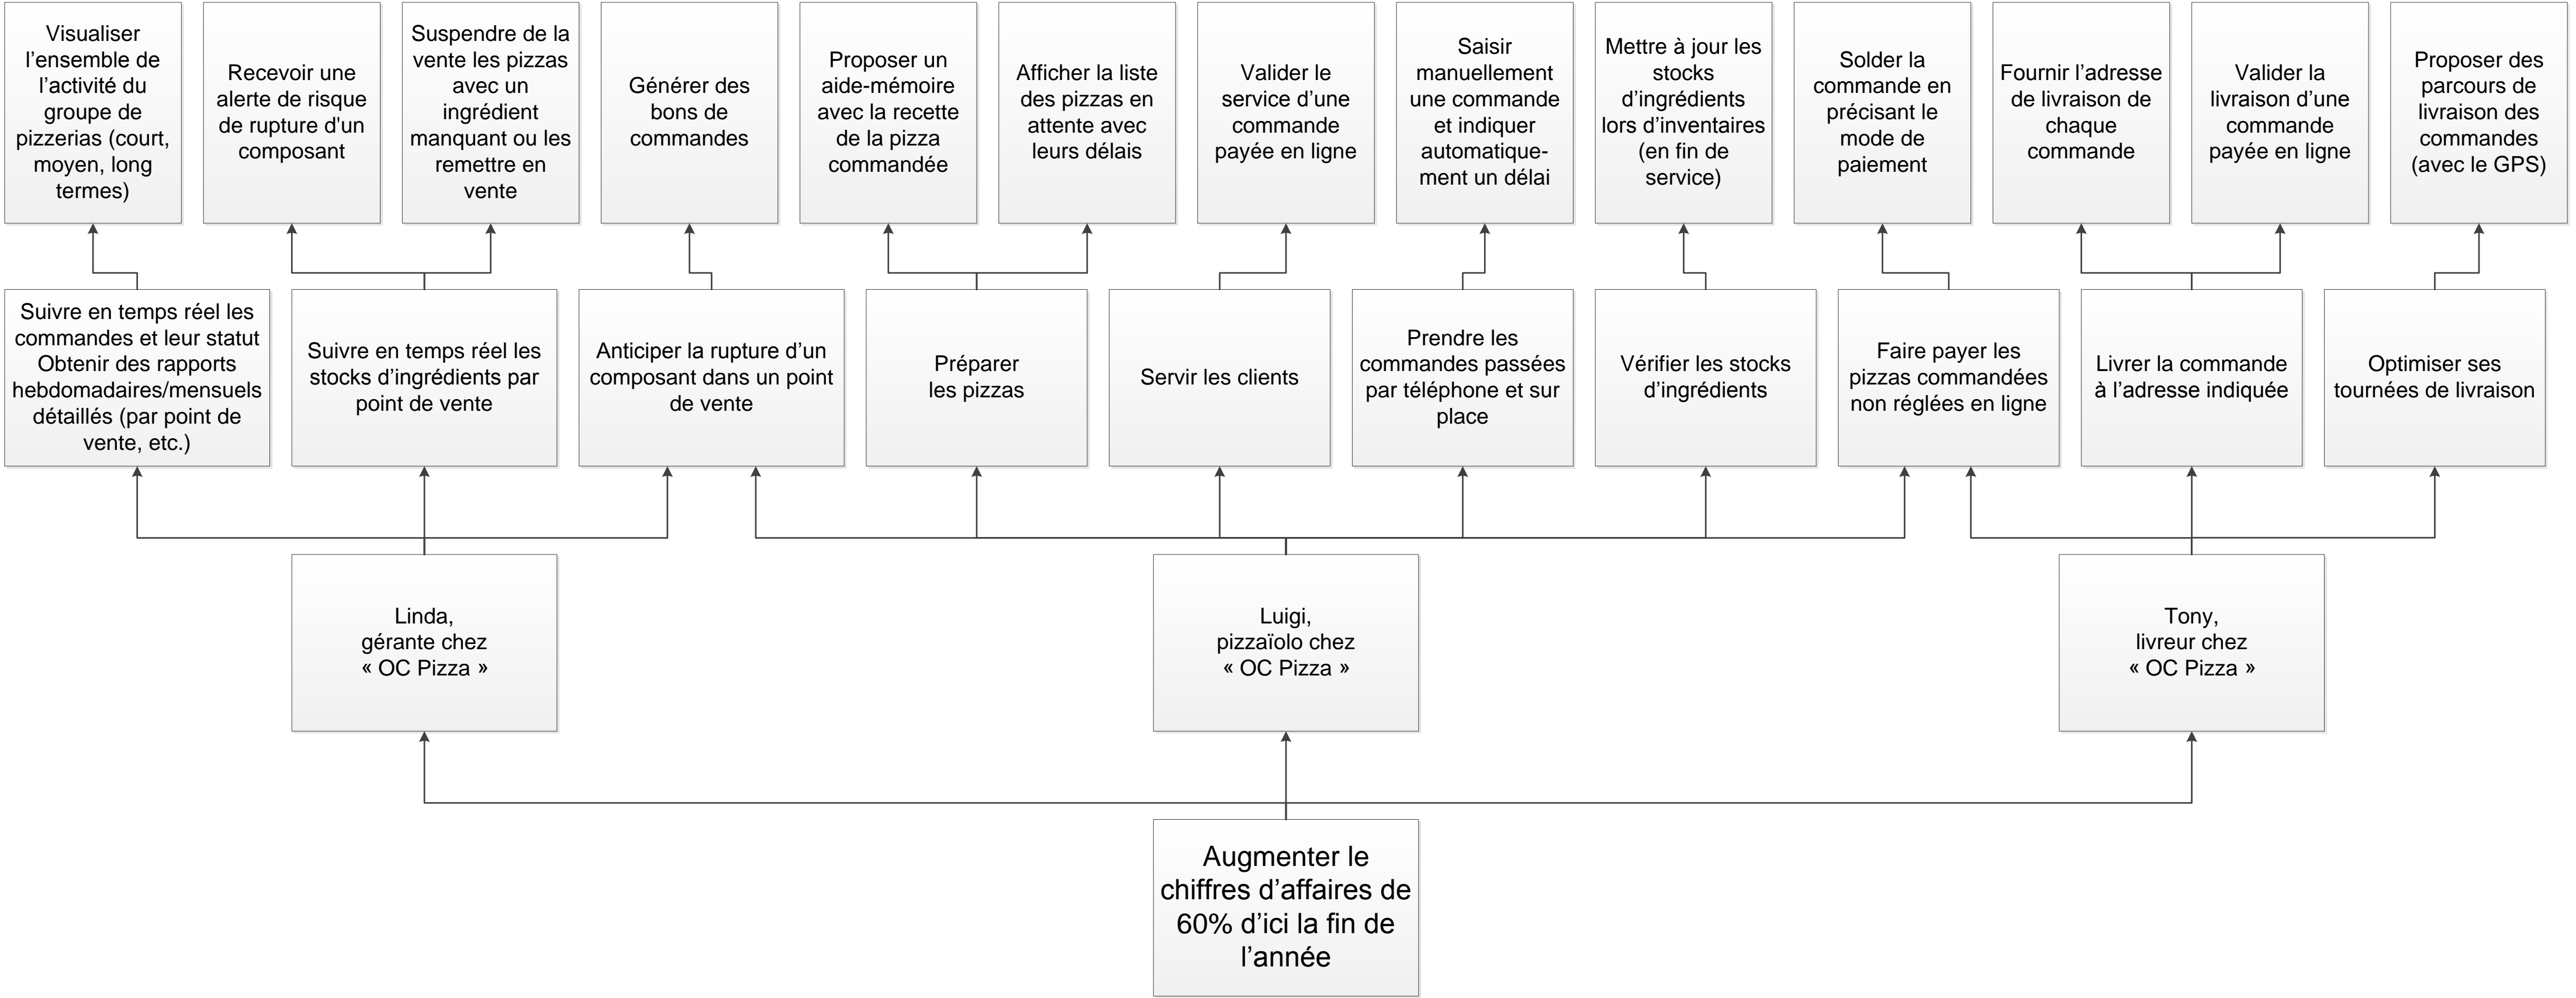 Visualiser
l’ensemble de
l’activité du
groupe de
pizzerias (court,
moyen, long
termes)
Recevoir une
alerte de risque
de rupture d'un
composant
Suspendre de la
vente les pizzas
avec un
ingrédient
manquant ou les
remettre en
vente
Générer des
bons de
commandes
Proposer un
aide-mémoire
avec la recette
de la pizza
commandée
Afficher la liste
des pizzas en
attente avec
leurs délais
Valider le
service d’une
commande
payée en ligne
Saisir
manuellement
une commande
et indiquer
automatique-
ment un délai
Mettre à jour les
stocks
d’ingrédients
lors d’inventaires
(en fin de
service)
Solder la
commande en
précisant le
mode de
paiement
Fournir l’adresse
de livraison de
chaque
commande
Valider la
livraison d’une
commande
payée en ligne
Proposer des
parcours de
livraison des
commandes
(avec le GPS)
Suivre en temps réel les
commandes et leur statut
Obtenir des rapports
hebdomadaires/mensuels
détaillés (par point de
vente, etc.)
Suivre en temps réel les
stocks d’ingrédients par
point de vente
Anticiper la rupture d’un
composant dans un point
de vente
Préparer
les pizzas
Servir les clients
Prendre les
commandes passées
par téléphone et sur
place
Vérifier les stocks
d’ingrédients
Faire payer les
pizzas commandées
non réglées en ligne
Livrer la commande
à l’adresse indiquée
Optimiser ses
tournées de livraison
Linda,
gérante chez
« OC Pizza »
Luigi,
pizzaïolo chez
« OC Pizza »
Tony,
livreur chez
« OC Pizza »
Augmenter le
chiffres d’affaires de
60% d’ici la fin de
l’année